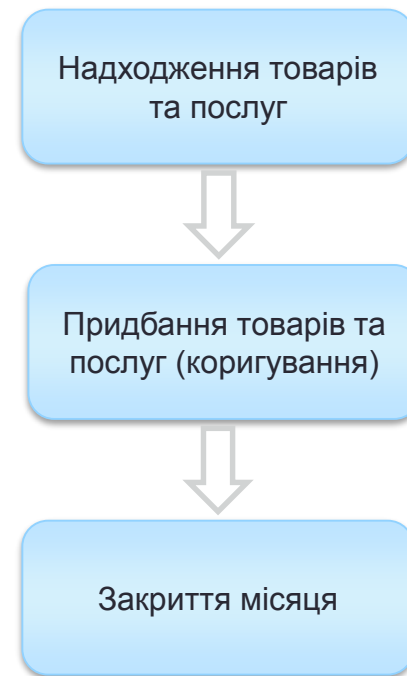 Надходження товарів
та послуг
Придбання товарів та
послуг (коригування)
Закриття місяця